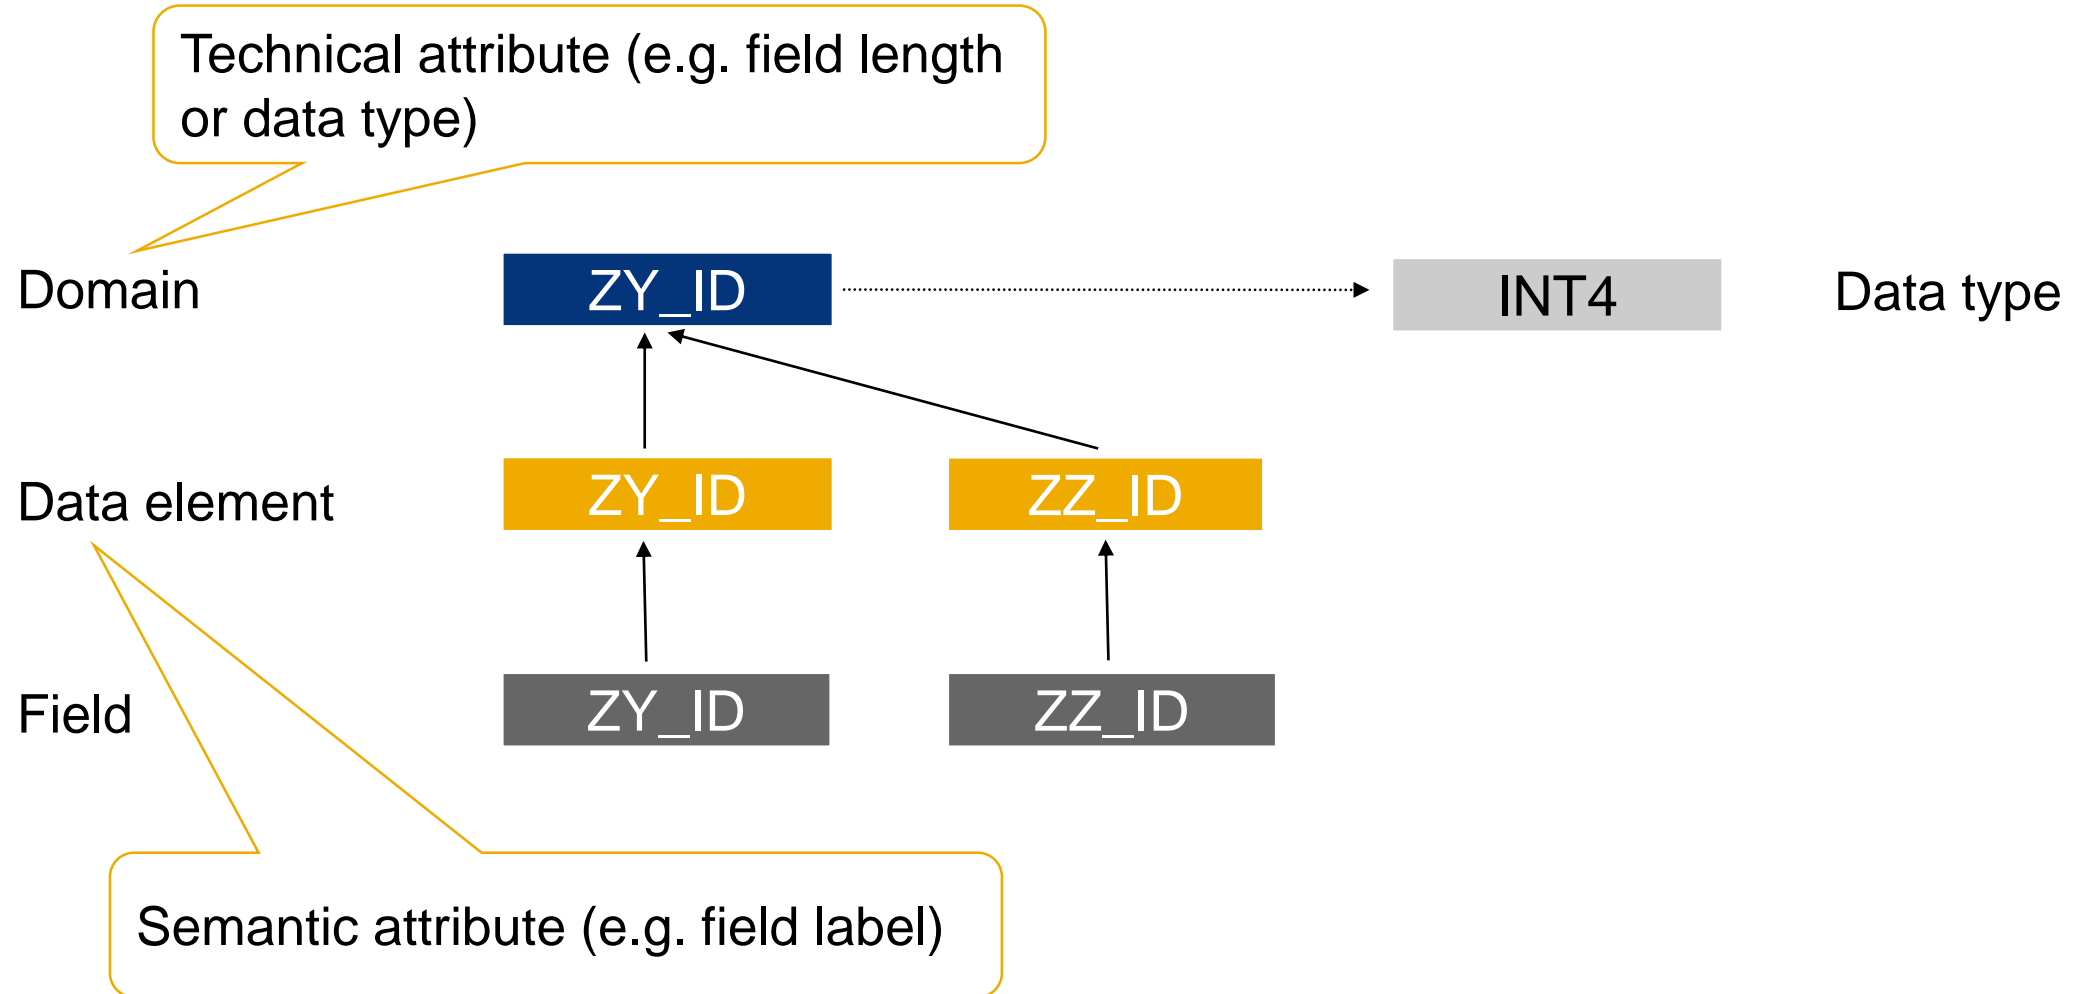 Technical attribute (e.g. field length
or data type)
Domain
ZY_ID
INT4
Data type
Data element
ZY_ID
ZZ_ID
Field
ZY_ID
ZZ_ID
Semantic attribute (e.g. field label)